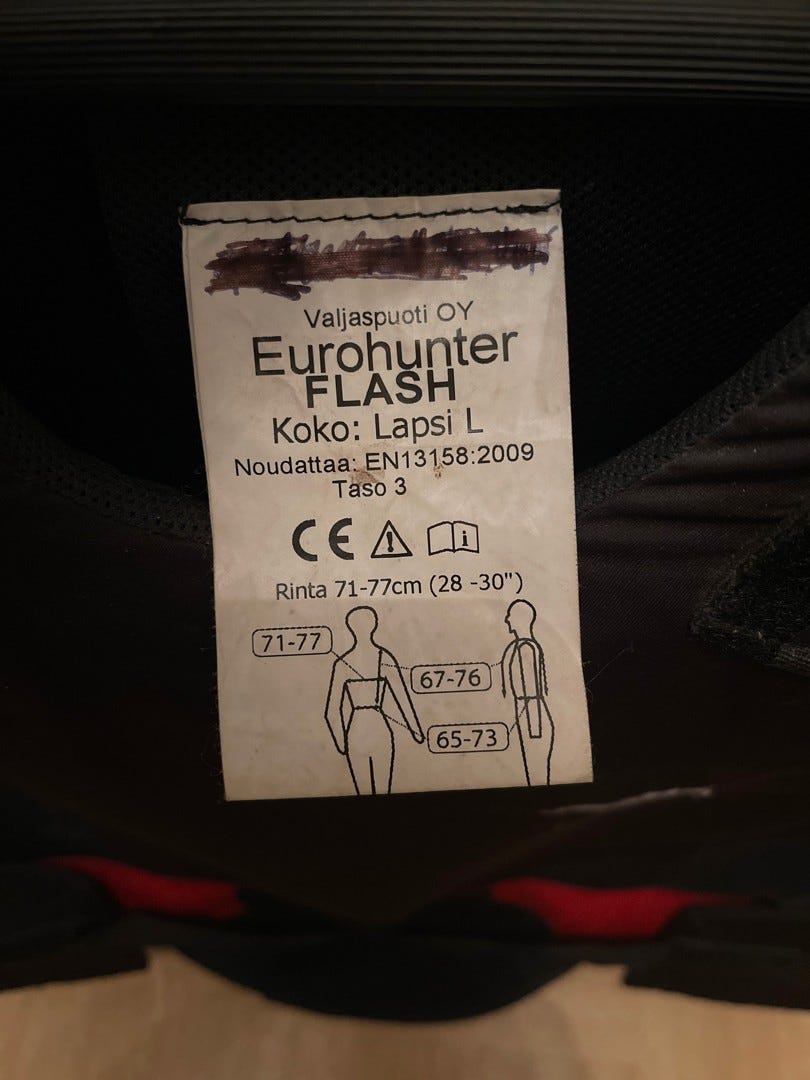 Valjaspuoti OY
Eurohunter
FLASH
Koko: Lapsi L
Noudattaa: EN13158:2009
Taso 3
CE
Rinta 71-77cm (28 -30")
71-77
67-76
65-73